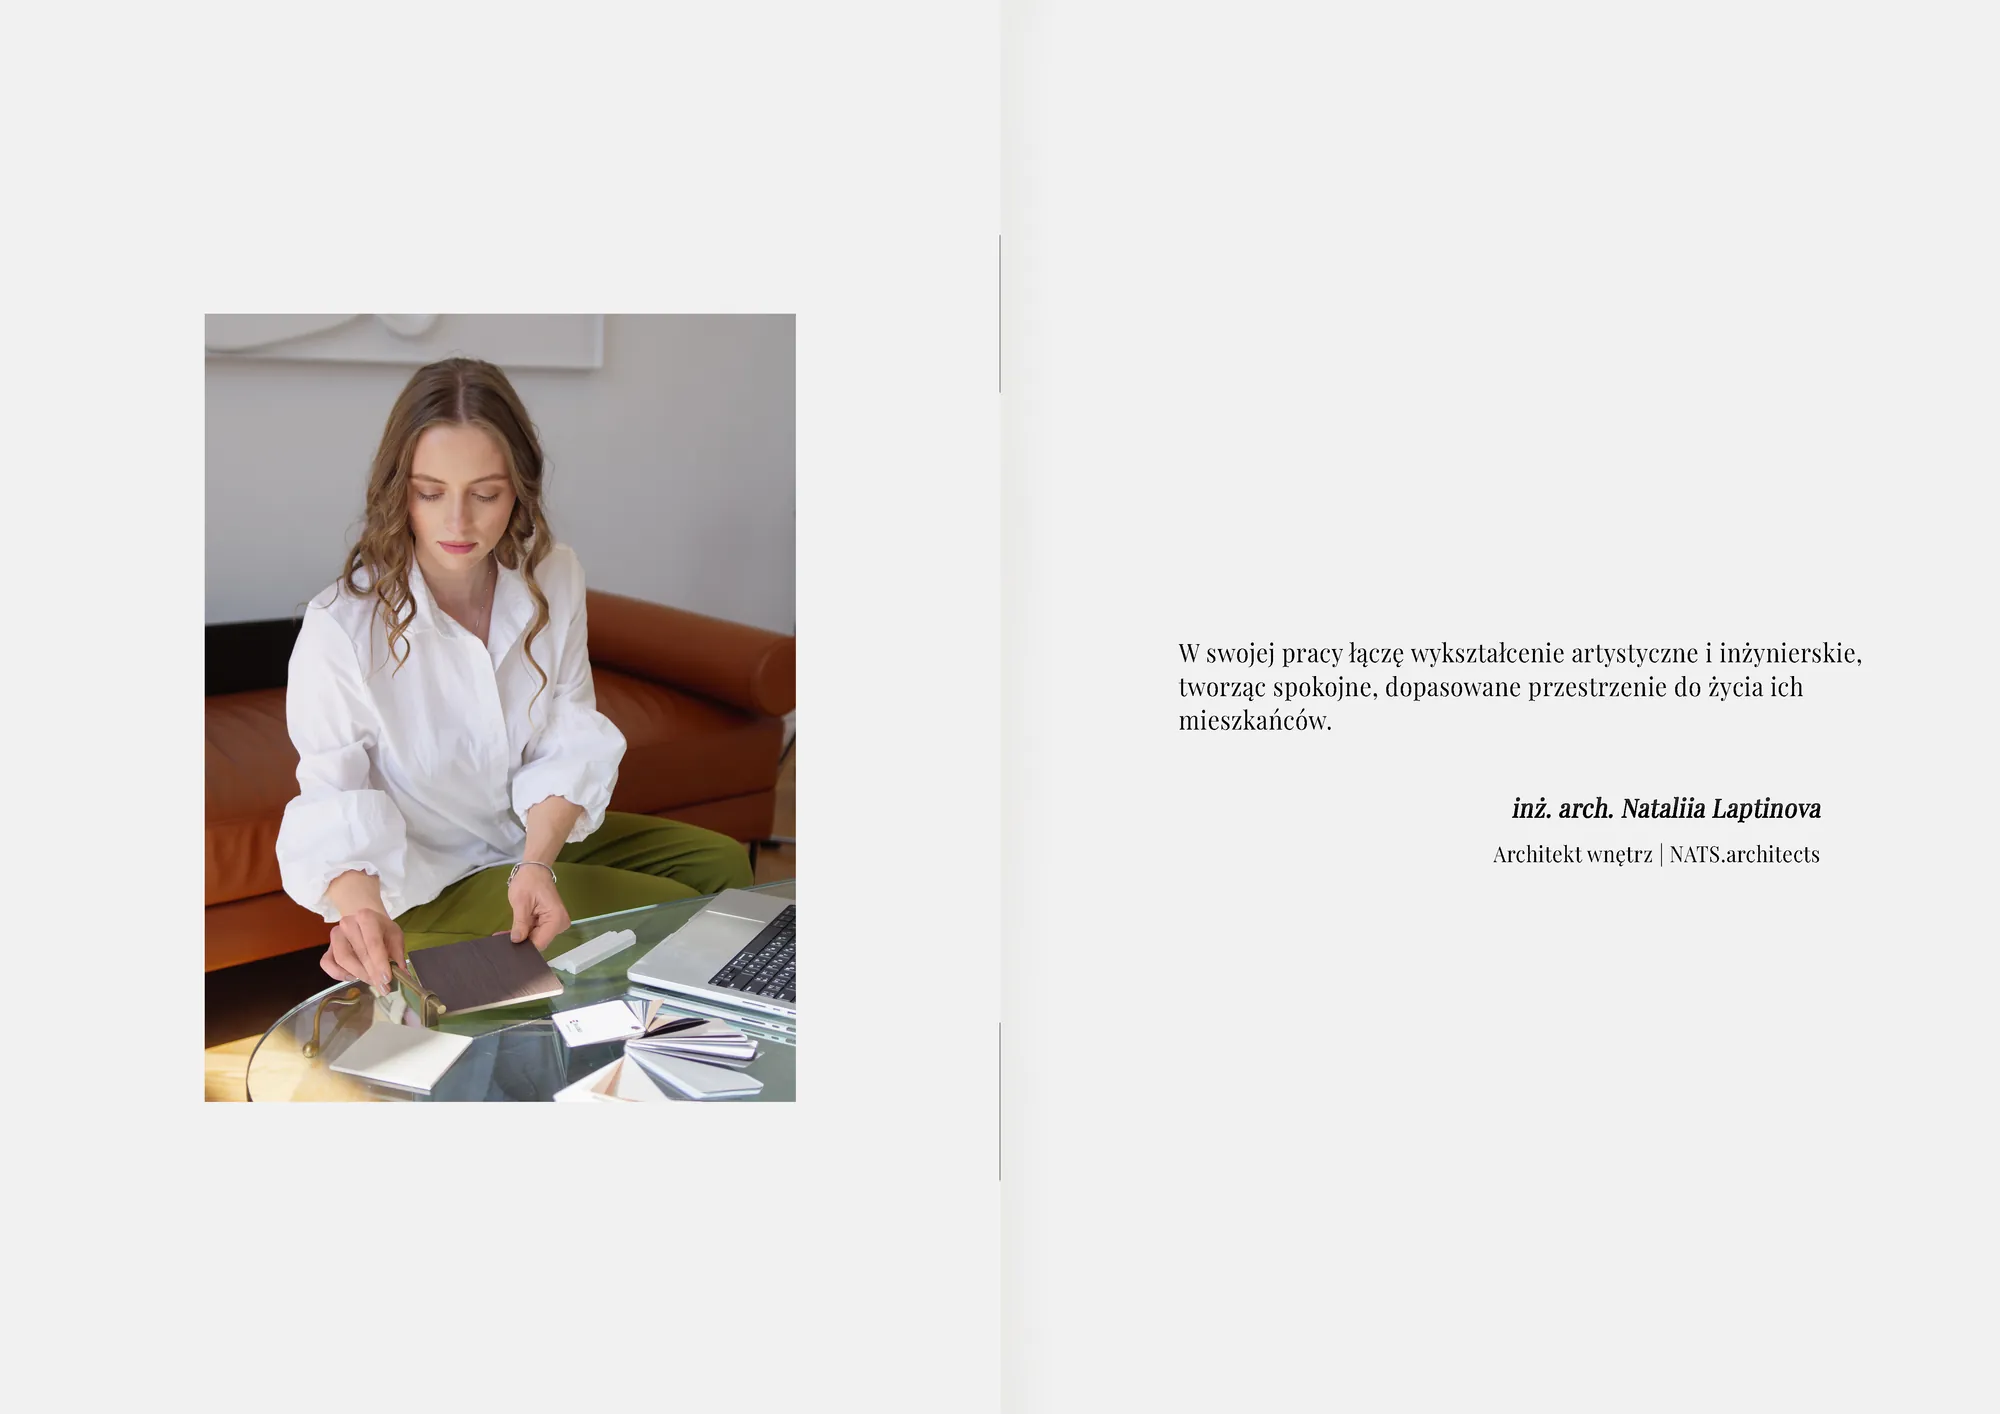 W swojej pracy łączę wykształcenie artystyczne i inżynierskie,
tworząc spokojne, dopasowane przestrzenie do życia ich
mieszkańców.
inż. arch. Nataliia Laptinova
Architekt wnętrz | NATS.architects